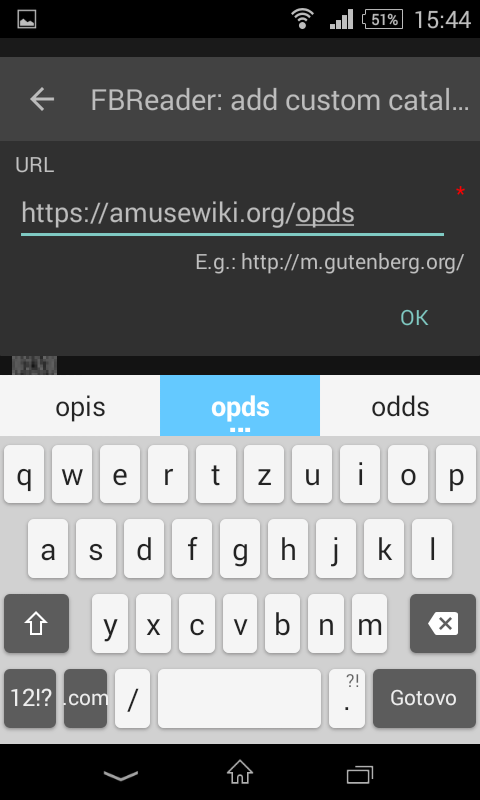 51% 15:44
FBReader: add custom catal...
URL
*
https://amusewiki.org/opds
E.g.: http://m.gutenberg.org/
OK
opis opds odds
q w e r t z u i o p
a s d f g h j k l
y x c v b n m
12!? .com / ?! . Gotovo